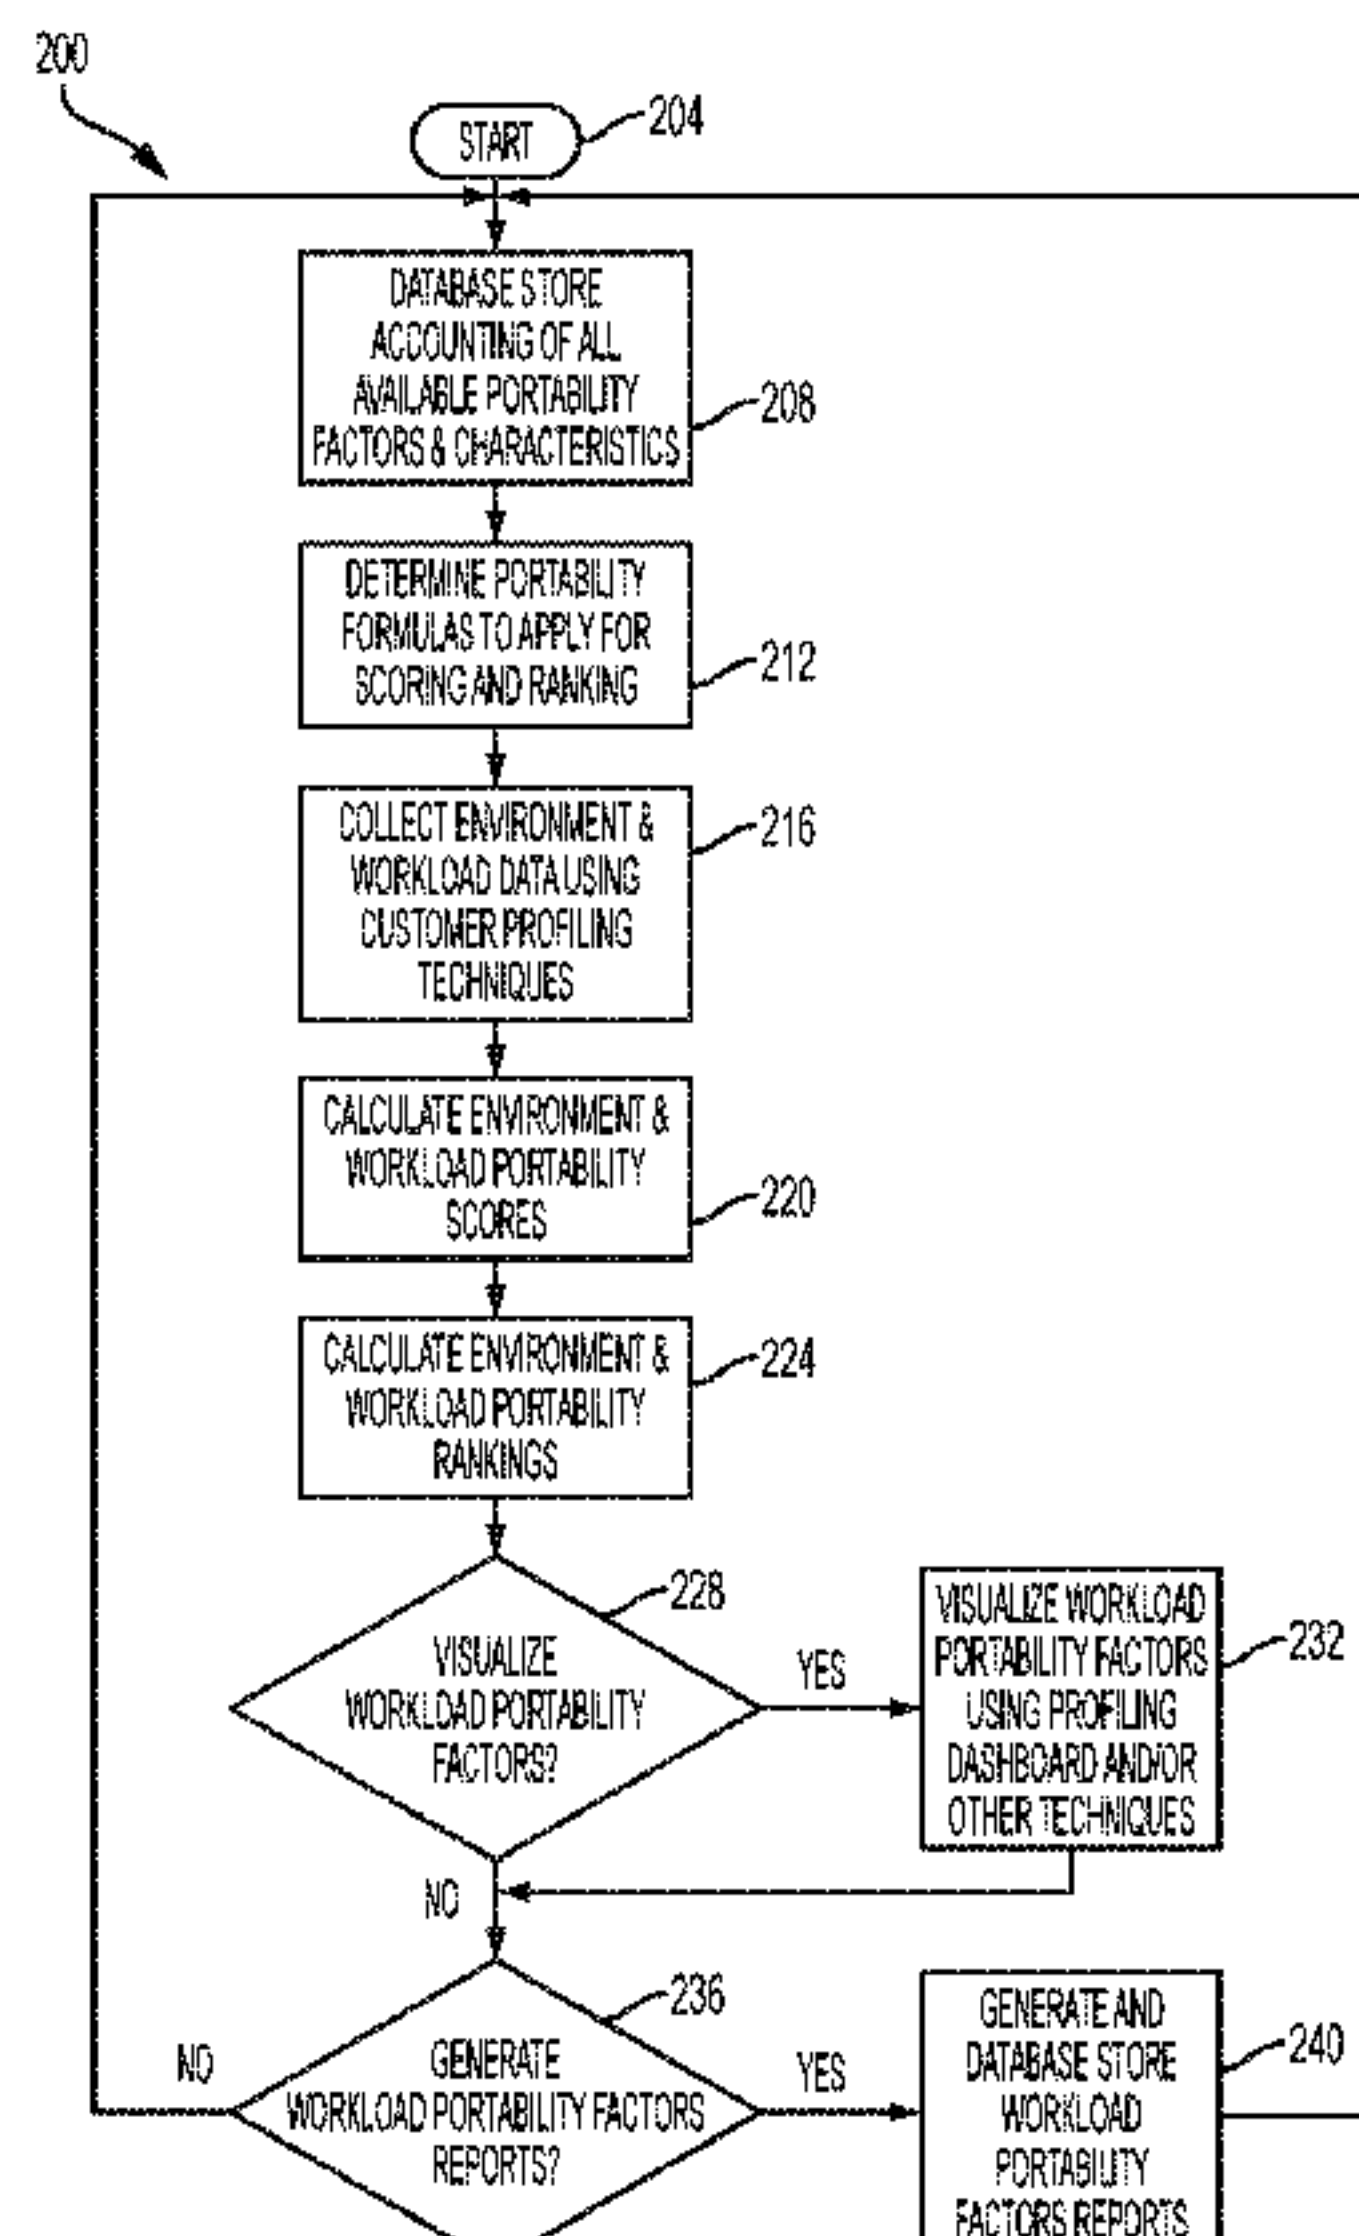 200
START
204
DATABASE STORE
ACCOUNTING OF ALL
AVAILABLE PORTABILITY
FACTORS & CHARACTERISTICS
208
DETERMINE PORTABILITY
FORMULAS TO APPLY FOR
SCORING AND RANKING
212
COLLECT ENVIRONMENT &
WORKLOAD DATA USING
CUSTOMER PROFILING
TECHNIQUES
216
CALCULATE ENVIRONMENT &
WORKLOAD PORTABILITY
SCORES
220
CALCULATE ENVIRONMENT &
WORKLOAD PORTABILITY
RANKINGS
224
VISUALIZE
WORKLOAD PORTABILITY
FACTORS?
228
YES
VISUALIZE WORKLOAD
PORTABILITY FACTORS
USING PROFILING
DASHBOARD AND/OR
OTHER TECHNIQUES
232
NO
GENERATE
WORKLOAD PORTABILITY FACTORS
REPORTS?
236
NO
YES
GENERATE AND
DATABASE STORE
WORKLOAD
PORTABILITY
FACTORS REPORTS
240